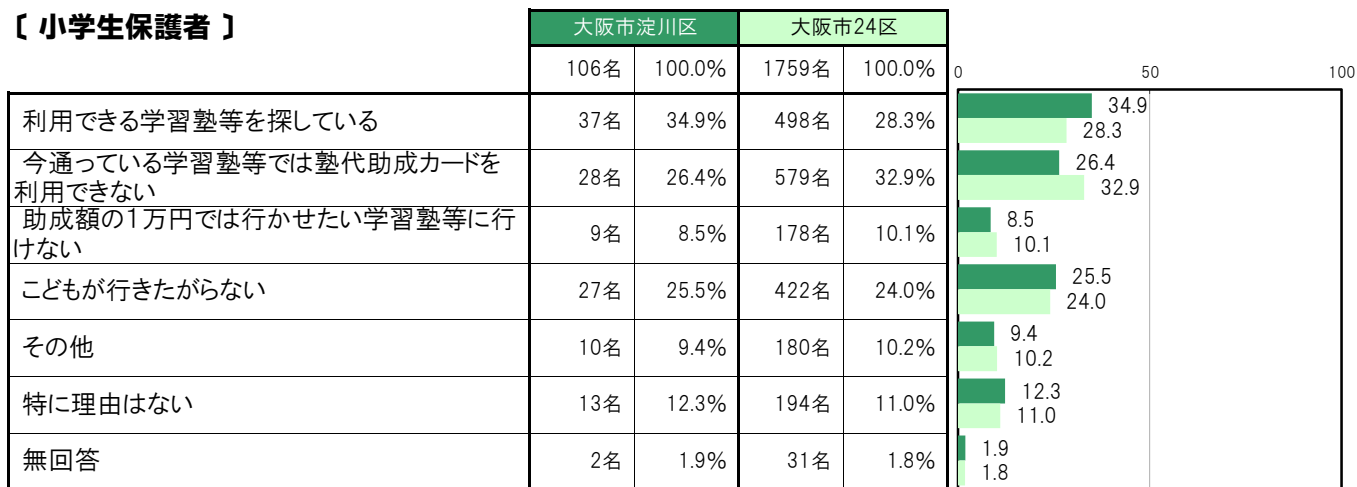 〔 小学生保護者 〕
大阪市淀川区 大阪市24区
106名 100.0% 1759名 100.0% 0 50 100
利用できる学習塾等を探している 37名 34.9% 498名 28.3% 34.9
28.3
今通っている学習塾等では塾代助成カードを
利用できない 28名 26.4% 579名 32.9% 26.4
32.9
助成額の1万円では行かせたい学習塾等に行
けない 9名 8.5% 178名 10.1% 8.5
10.1
こどもが行きたがらない 27名 25.5% 422名 24.0% 25.5
24.0
その他 10名 9.4% 180名 10.2% 9.4
10.2
特に理由はない 13名 12.3% 194名 11.0% 12.3
11.0
無回答 2名 1.9% 31名 1.8% 1.9
1.8